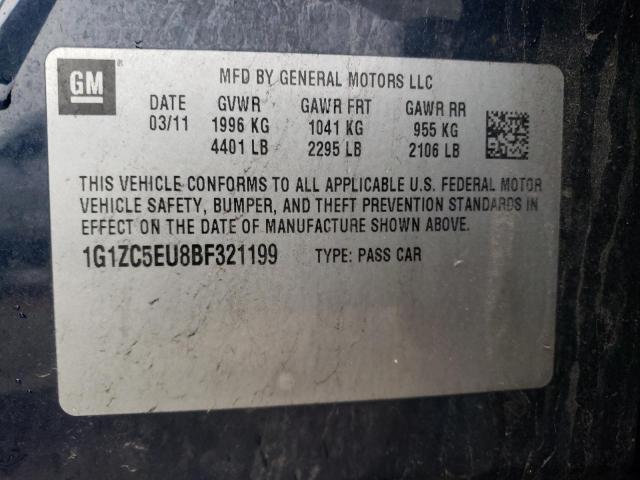 GM
MFD BY GENERAL MOTORS LLC
DATE GVWR GAWR FRT GAWR RR
03/11 1996 KG 1041 KG 955 KG
4401 LB 2295 LB 2106 LB
THIS VEHICLE CONFORMS TO ALL APPLICABLE U.S. FEDERAL MOTOR
VEHICLE SAFETY, BUMPER, AND THEFT PREVENTION STANDARDS IN
EFFECT ON THE DATE OF MANUFACTURE SHOWN ABOVE.
1G1ZC5EU8BF321199 TYPE: PASS CAR